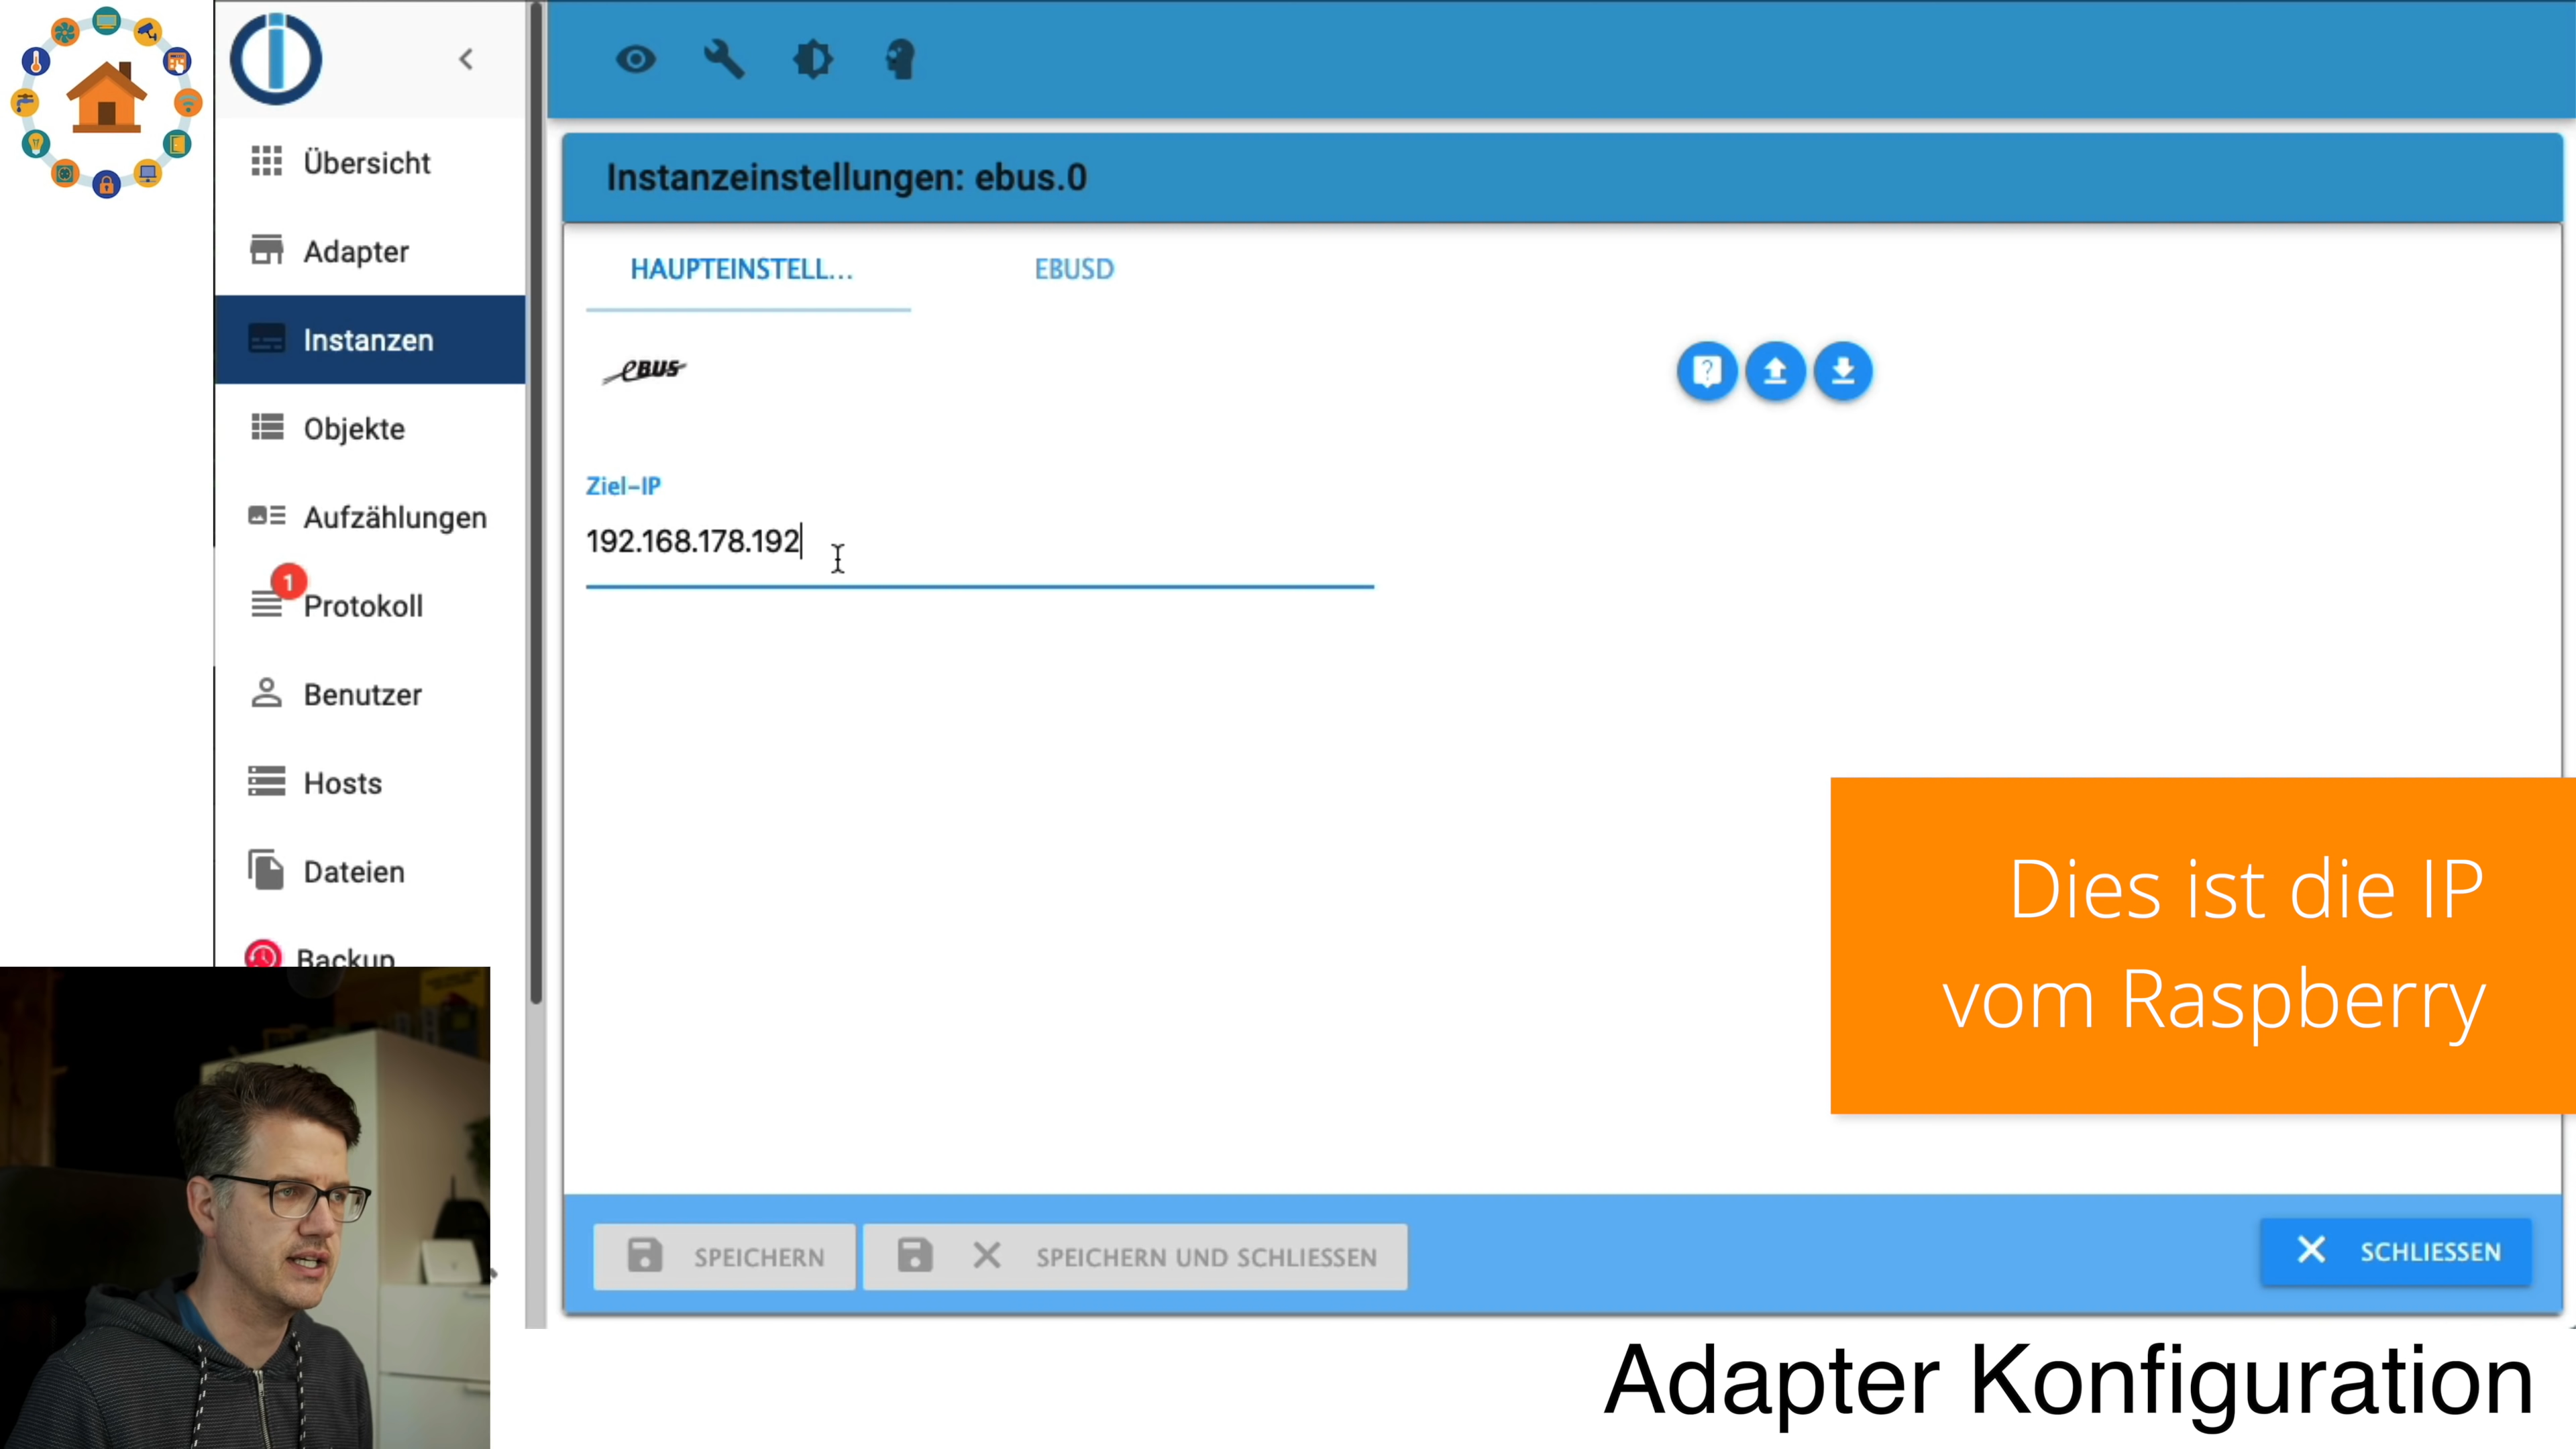 Übersicht
Adapter
Instanzen
Objekte
Aufzählungen
1
Protokoll
Benutzer
Hosts
Dateien
Backup
Instanzeinstellungen: ebus.0
HAUPTEINSTELL...
EBUSD
eBUS
?
Ziel-IP
192.168.178.192
Dies ist die IP
vom Raspberry
SPEICHERN
SPEICHERN UND SCHLIESSEN
SCHLIESSEN
Adapter Konfiguration